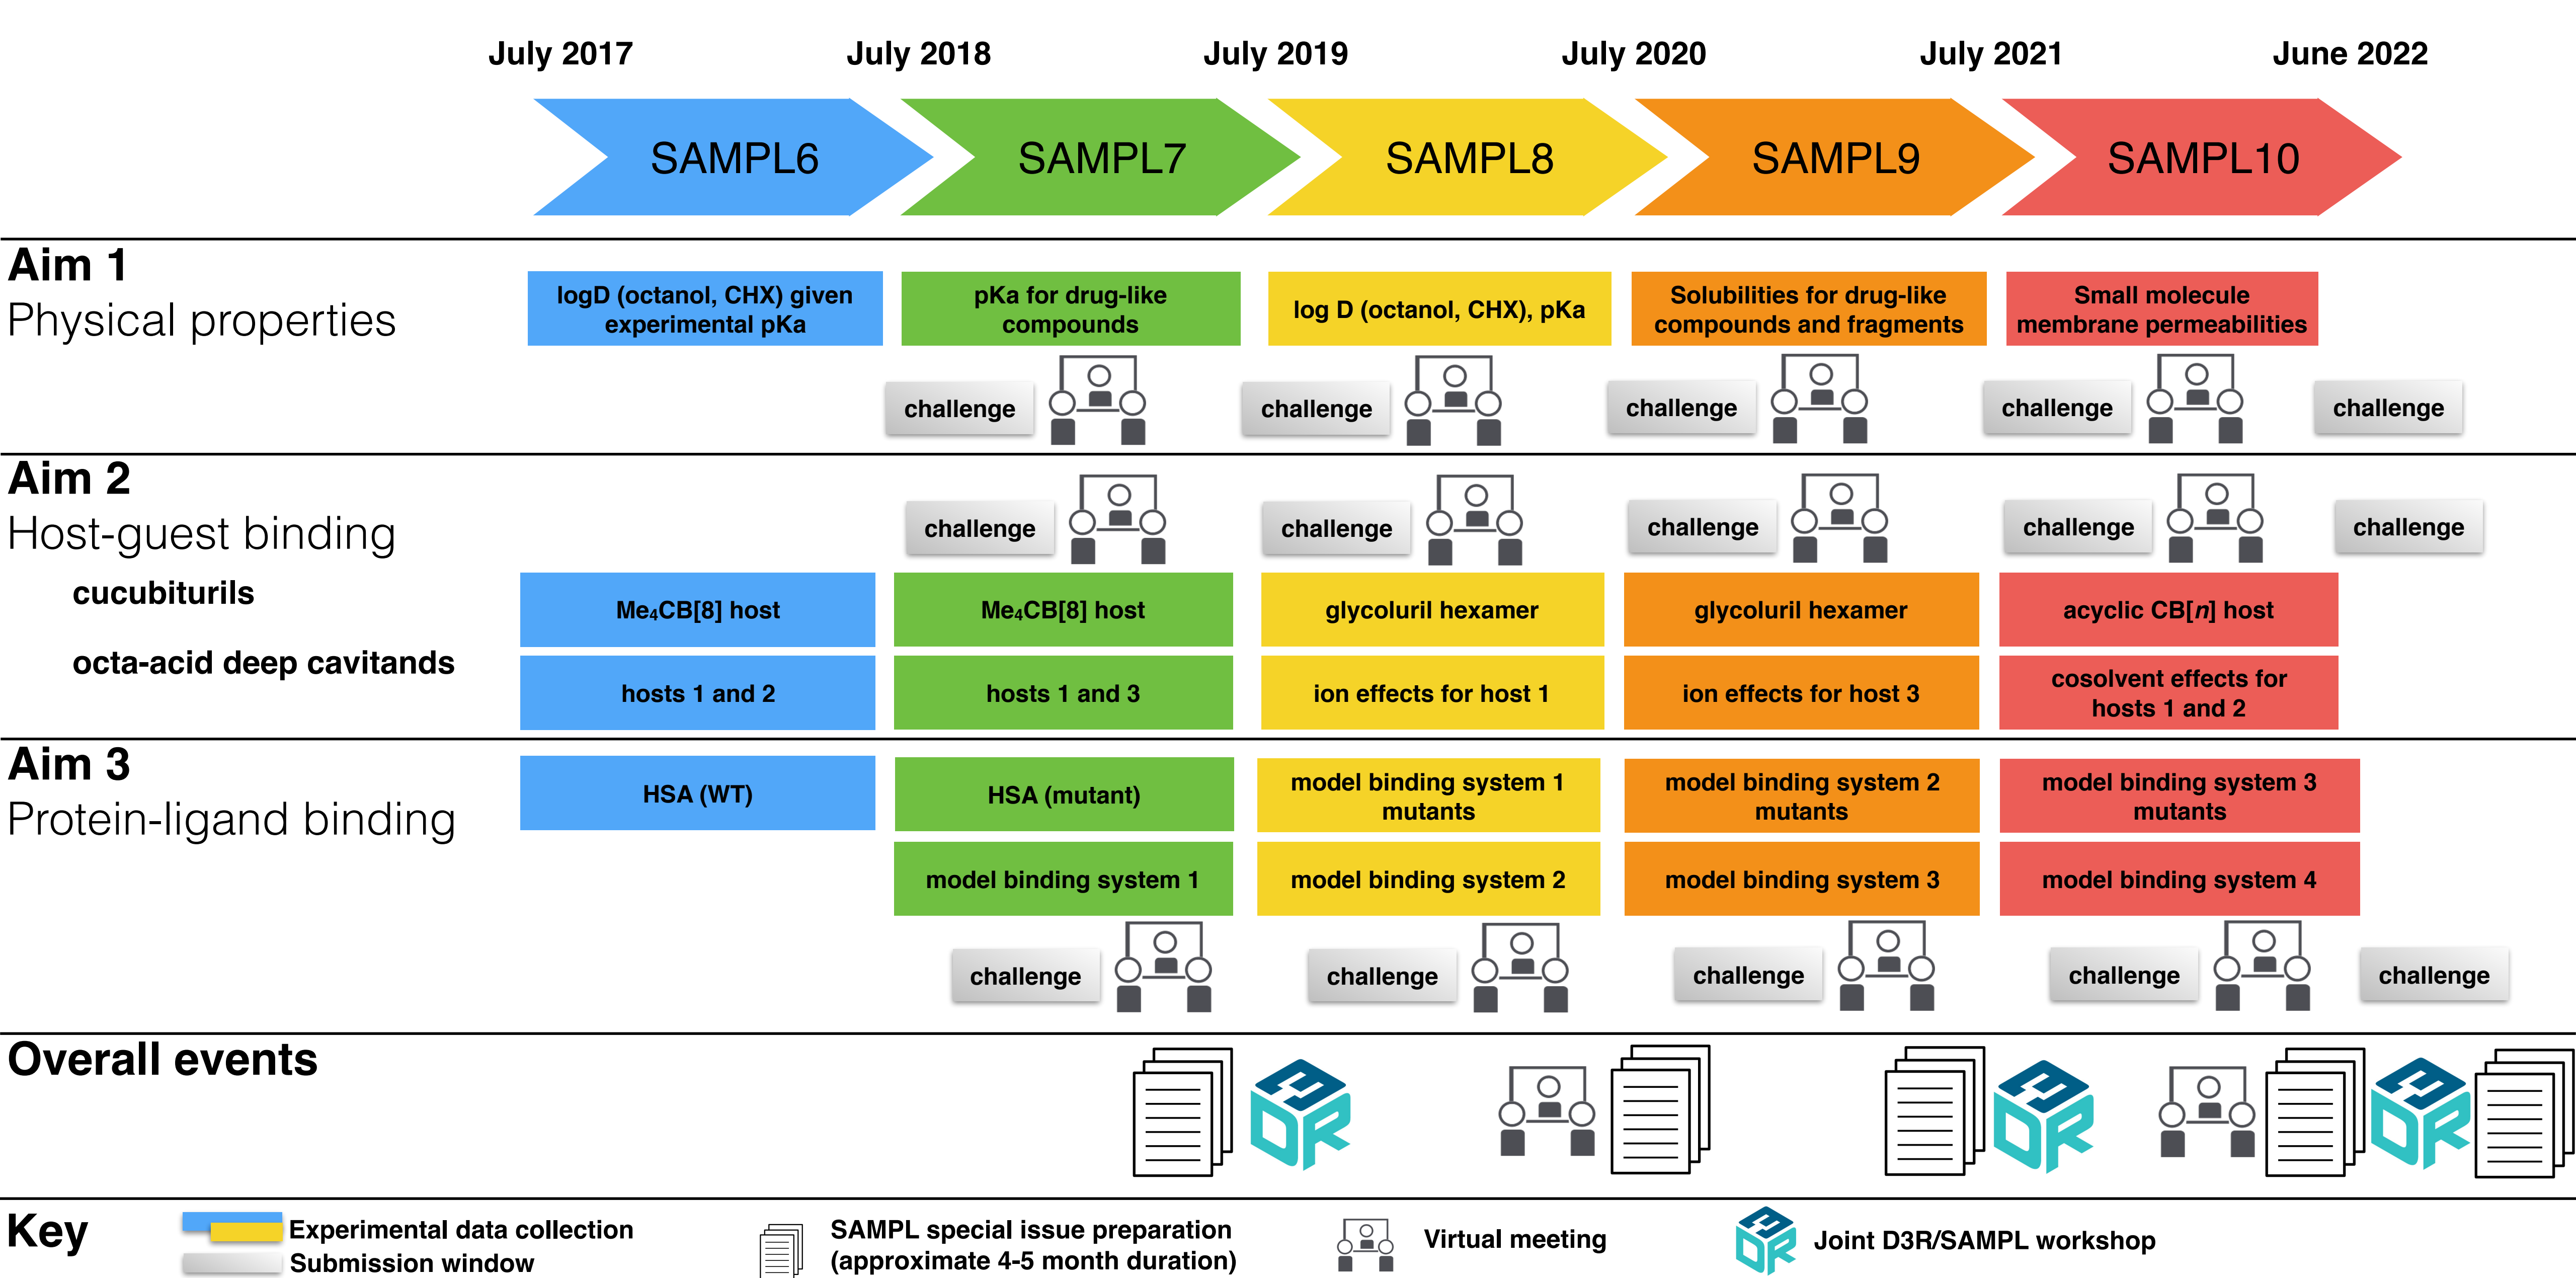 July 2017
July 2018
July 2019
July 2020
July 2021
June 2022
SAMPL6
SAMPL7
SAMPL8
SAMPL9
SAMPL10
Aim 1
Physical properties
logD (octanol, CHX) given
experimental pKa
pKa for drug-like
compounds
log D (octanol, CHX), pKa
Solubilities for drug-like
compounds and fragments
Small molecule
membrane permeabilities
challenge
challenge
challenge
challenge
challenge
Aim 2
Host-guest binding
challenge
challenge
challenge
challenge
challenge
cucubiturils
Me₄CB[8] host
Me₄CB[8] host
glycoluril hexamer
glycoluril hexamer
acyclic CB[n] host
octa-acid deep cavitands
hosts 1 and 2
hosts 1 and 3
ion effects for host 1
ion effects for host 3
cosolvent effects for
hosts 1 and 2
Aim 3
Protein-ligand binding
HSA (WT)
HSA (mutant)
model binding system 1
mutants
model binding system 2
mutants
model binding system 3
mutants
model binding system 1
model binding system 2
model binding system 3
model binding system 4
challenge
challenge
challenge
challenge
challenge
Overall events
D3R
D3R
D3R
Key
Experimental data collection
Submission window
SAMPL special issue preparation
(approximate 4-5 month duration)
Virtual meeting
D3R
Joint D3R/SAMPL workshop